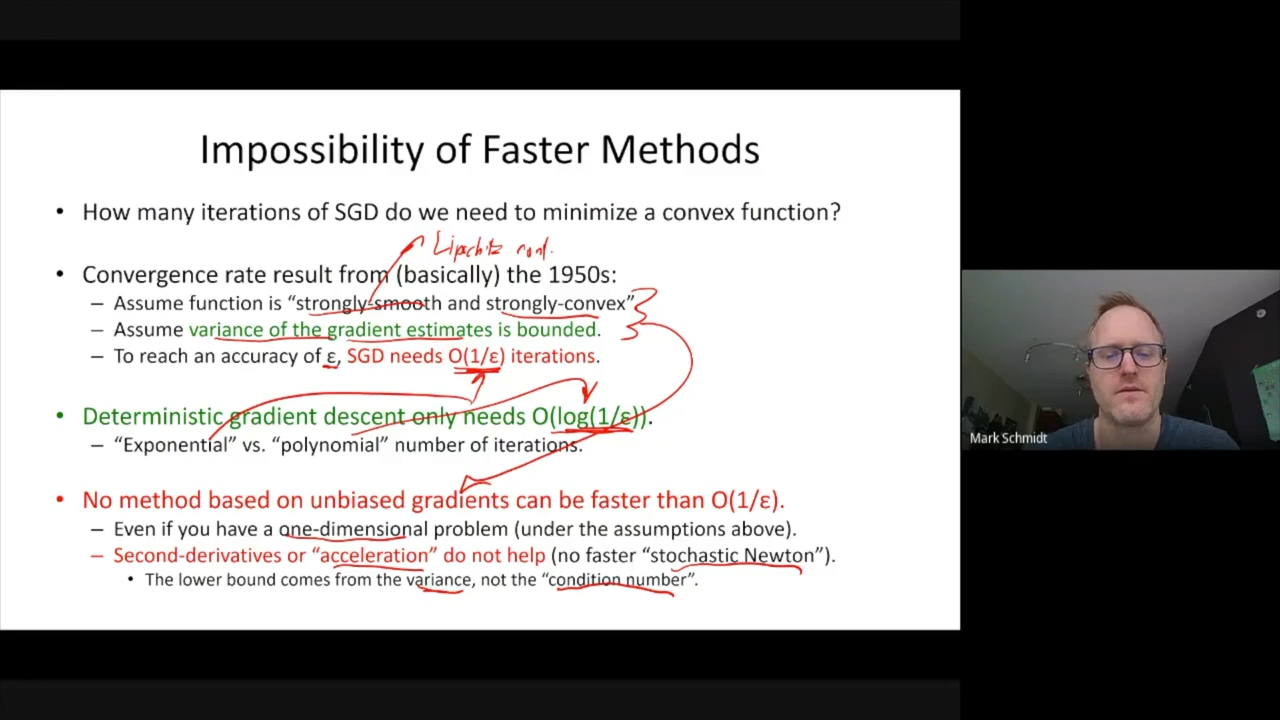 Impossibility of Faster Methods
• How many iterations of SGD do we need to minimize a convex function?
Lipschitz cont.
• Convergence rate result from (basically) the 1950s:
– Assume function is “strongly-smooth and strongly-convex”
– Assume variance of the gradient estimates is bounded.
– To reach an accuracy of ε, SGD needs O(1/ε) iterations.
• Deterministic gradient descent only needs O(log(1/ε)).
– “Exponential” vs. “polynomial” number of iterations.
• No method based on unbiased gradients can be faster than O(1/ε).
– Even if you have a one-dimensional problem (under the assumptions above).
– Second-derivatives or “acceleration” do not help (no faster “stochastic Newton”).
• The lower bound comes from the variance, not the “condition number”.
Mark Schmidt